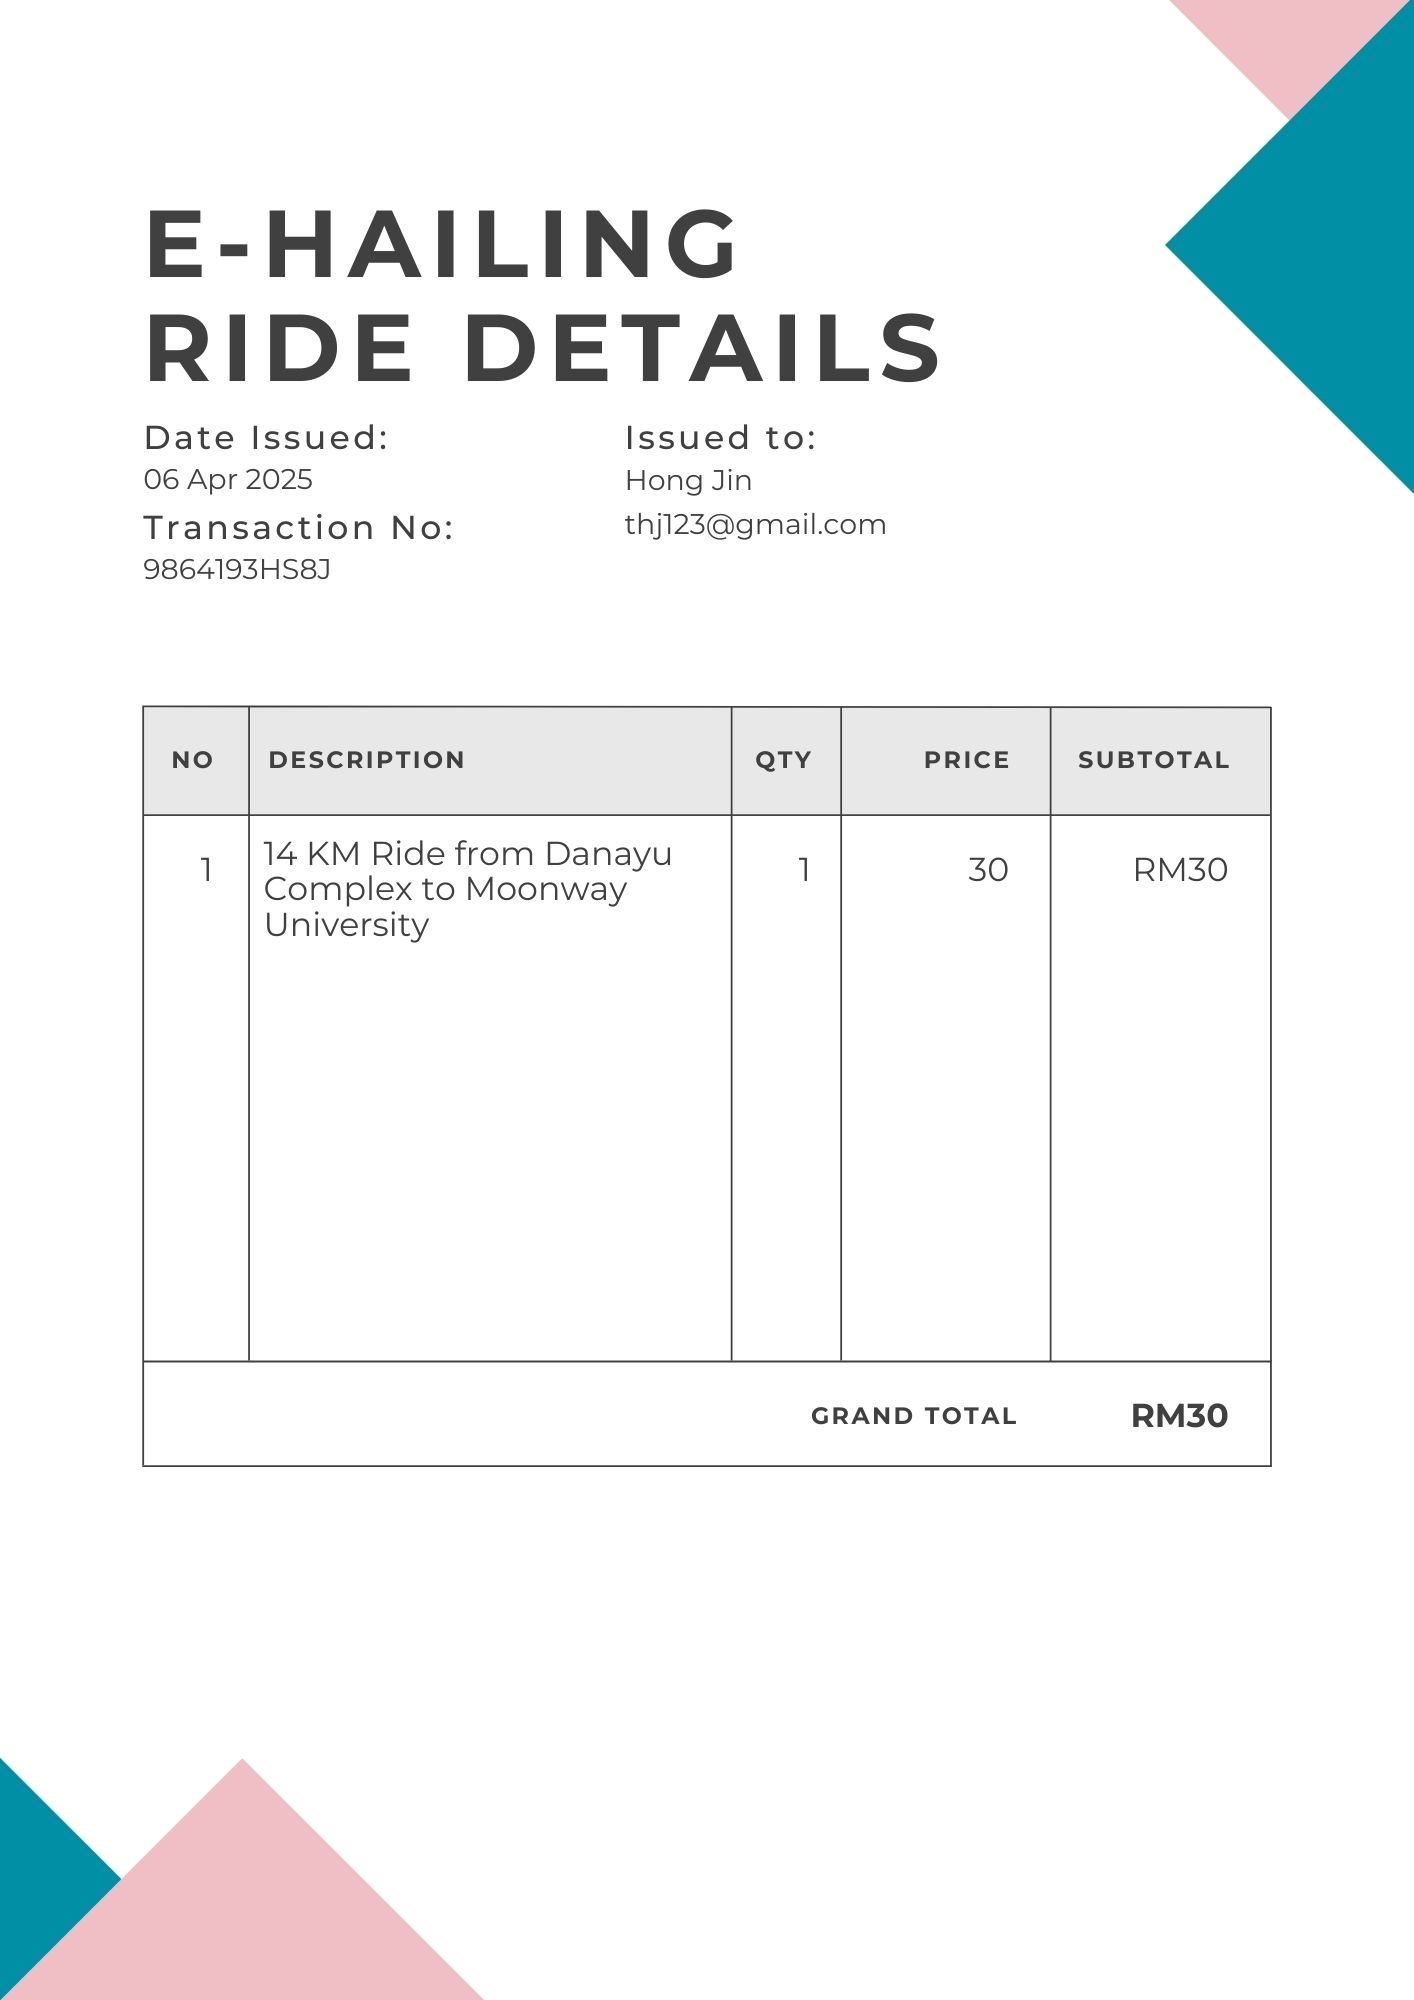 E-HAILING
RIDE DETAILS
Date Issued:
06 Apr 2025
Transaction No:
9864193HS8J
Issued to:
Hong Jin
thj123@gmail.com
NO DESCRIPTION QTY PRICE SUBTOTAL
1 14 KM Ride from Danayu 1 30 RM30
Complex to Moonway
University
GRAND TOTAL RM30